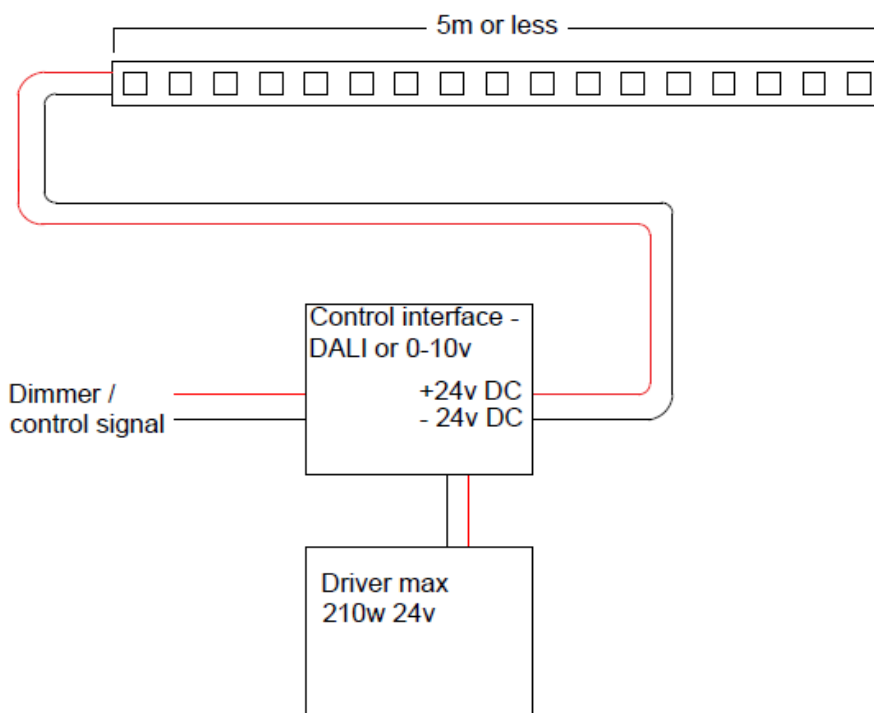 5m or less
Control interface -
DALI or 0-10v
+24v DC
- 24v DC
Dimmer /
control signal
Driver max
210w 24v